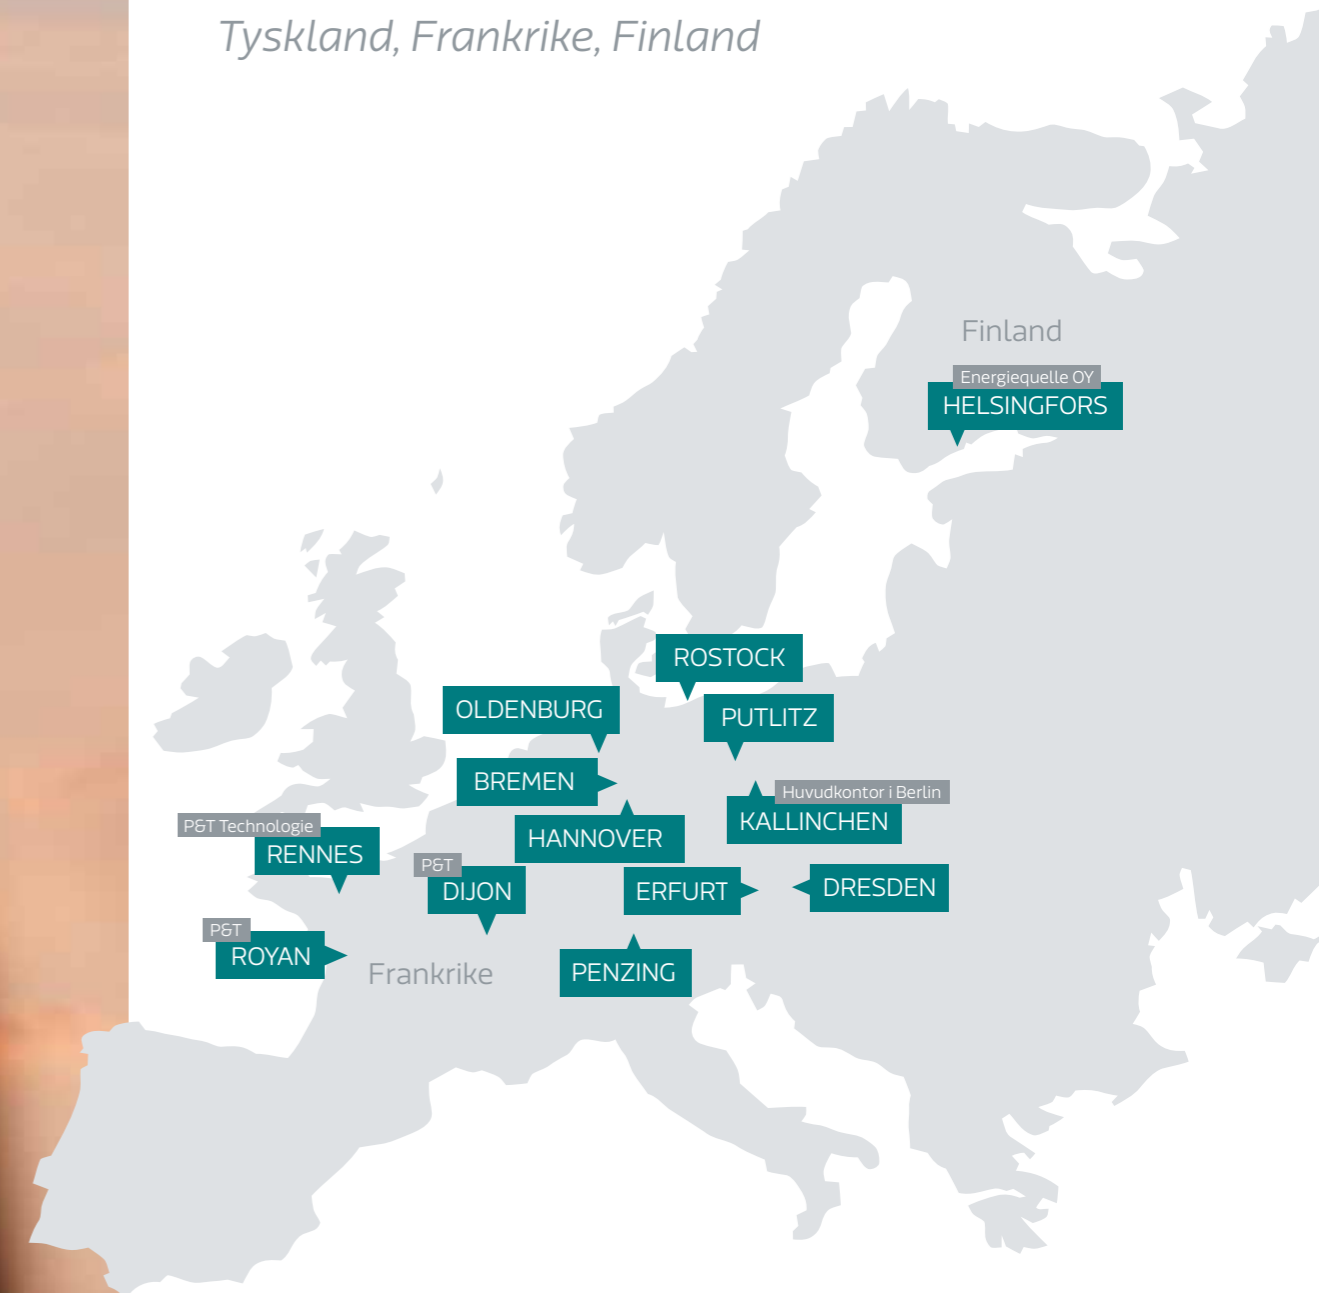 Tyskland, Frankrike, Finland
Finland
Energiequelle OY
HELSINGFORS
ROSTOCK
OLDENBURG
PUTLITZ
BREMEN
Huvudkontor i Berlin
KALLINCHEN
HANNOVER
P&T Technologie
RENNES
P&T
DIJON
ERFURT
DRESDEN
P&T
ROYAN
Frankrike
PENZING